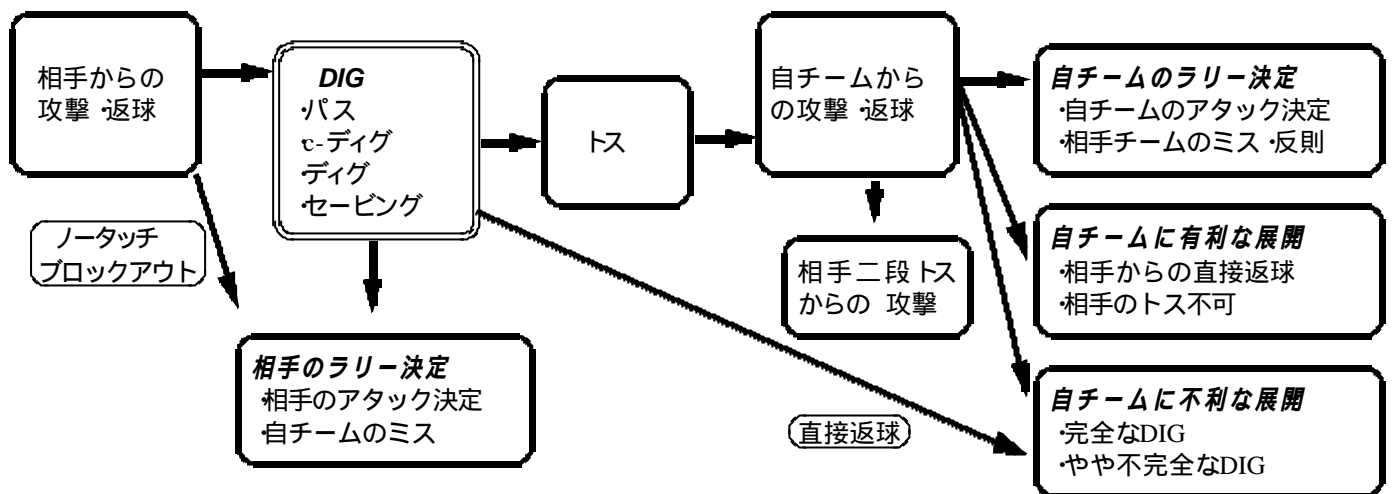 相手からの
攻撃・返球
DIG
・パス
・c-ディグ
・ディグ
・セービング
トス
自チームから
の攻撃・返球
自チームのラリー決定
・自チームのアタック決定
・相手チームのミス・反則
ノータッチ
ブロックアウト
相手二段トス
からの 攻撃
自チームに有利な展開
・相手からの直接返球
・相手のトス不可
相手のラリー決定
・相手のアタック決定
・自チームのミス
直接返球
自チームに不利な展開
・完全なDIG
・やや不完全なDIG